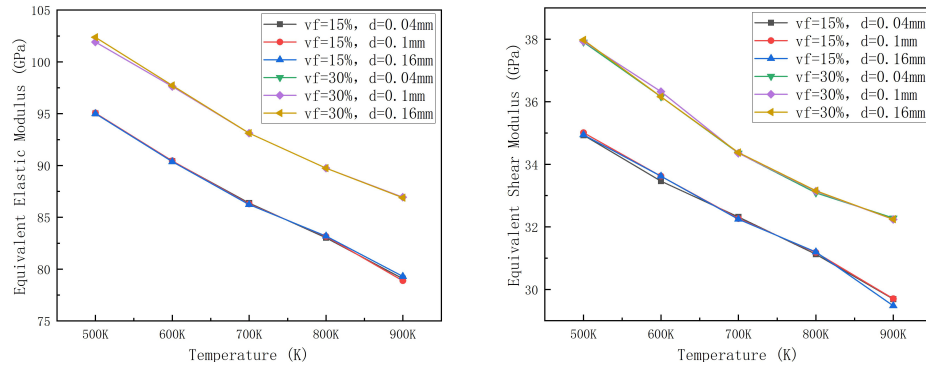 105
100
95
90
85
80
75
Equivalent Elastic Modulus (GPa)
500K 600K 700K 800K 900K
Temperature (K)
vf=15%, d=0.04mm
vf=15%, d=0.1mm
vf=15%, d=0.16mm
vf=30%, d=0.04mm
vf=30%, d=0.1mm
vf=30%, d=0.16mm
38
36
34
32
30
Equivalent Shear Modulus (GPa)
500K 600K 700K 800K 900K
Temperature (K)
vf=15%, d=0.04mm
vf=15%, d=0.1mm
vf=15%, d=0.16mm
vf=30%, d=0.04mm
vf=30%, d=0.1mm
vf=30%, d=0.16mm